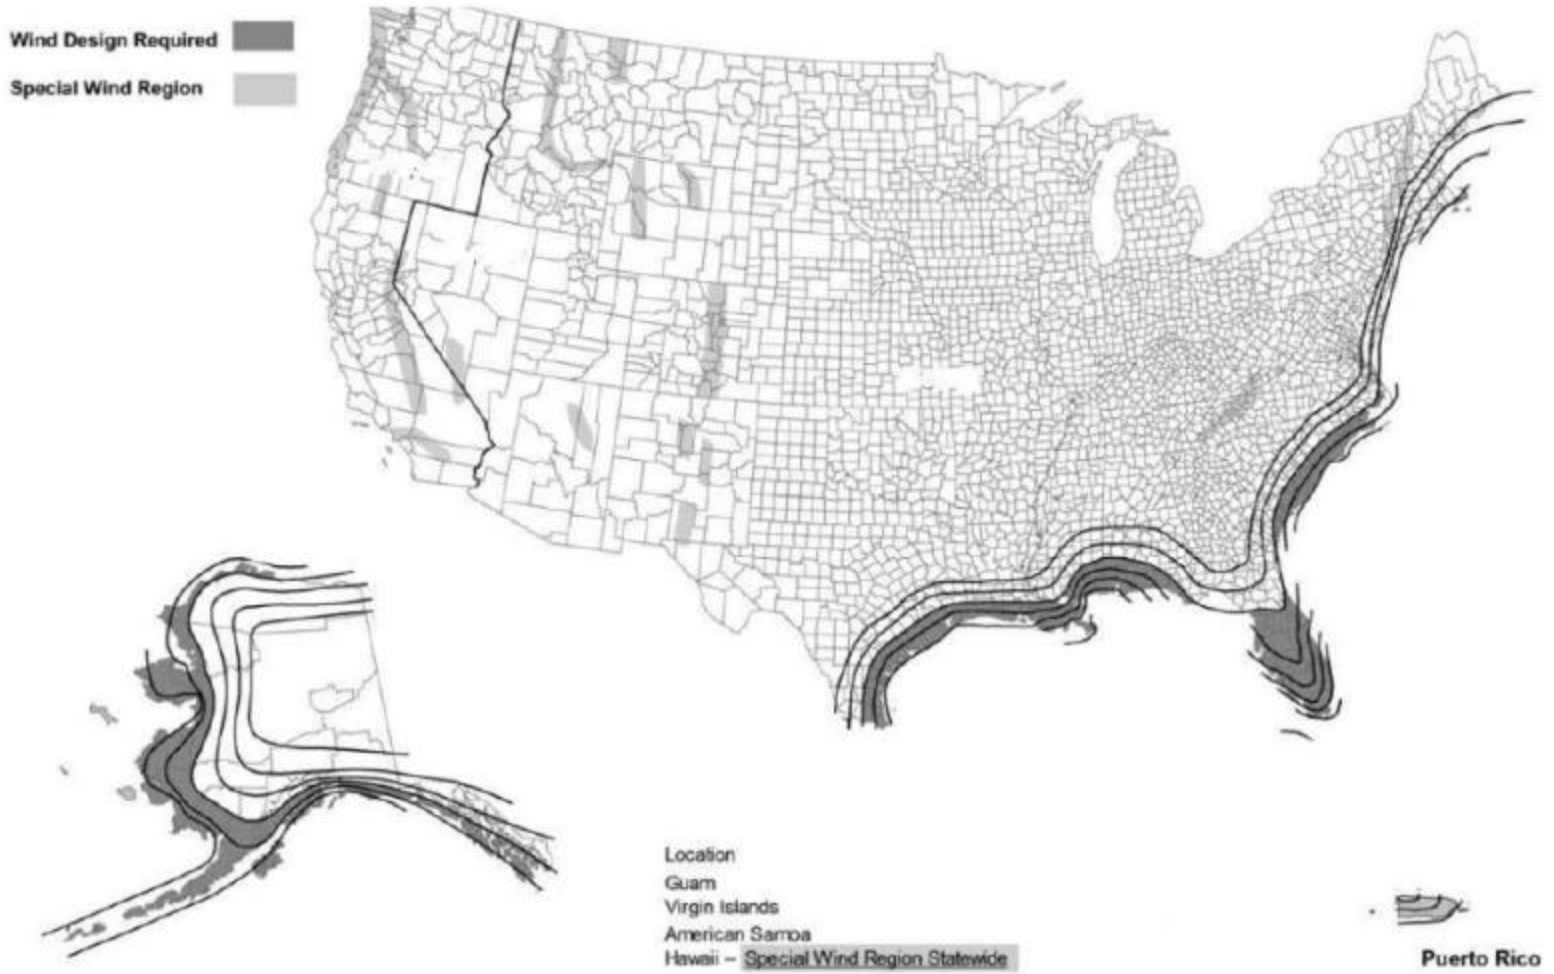 Wind Design Required
Special Wind Region
Location
Guam
Virgin Islands
American Samoa
Hawaii – Special Wind Region Statewide
Puerto Rico